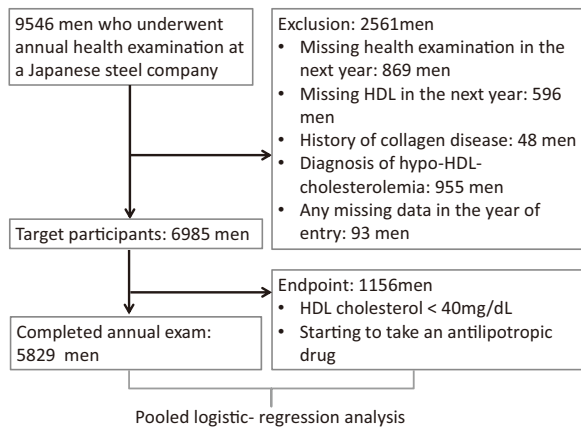 9546 men who underwent
annual health examination at
a Japanese steel company
Exclusion: 2561men
• Missing health examination in the
next year: 869 men
• Missing HDL in the next year: 596
men
• History of collagen disease: 48 men
• Diagnosis of hypo-HDL-
cholesterolemia: 955 men
• Any missing data in the year of
entry: 93 men
Target participants: 6985 men
Endpoint: 1156men
• HDL cholesterol < 40mg/dL
• Starting to take an antilipotropic
drug
Completed annual exam:
5829 men
Pooled logistic- regression analysis